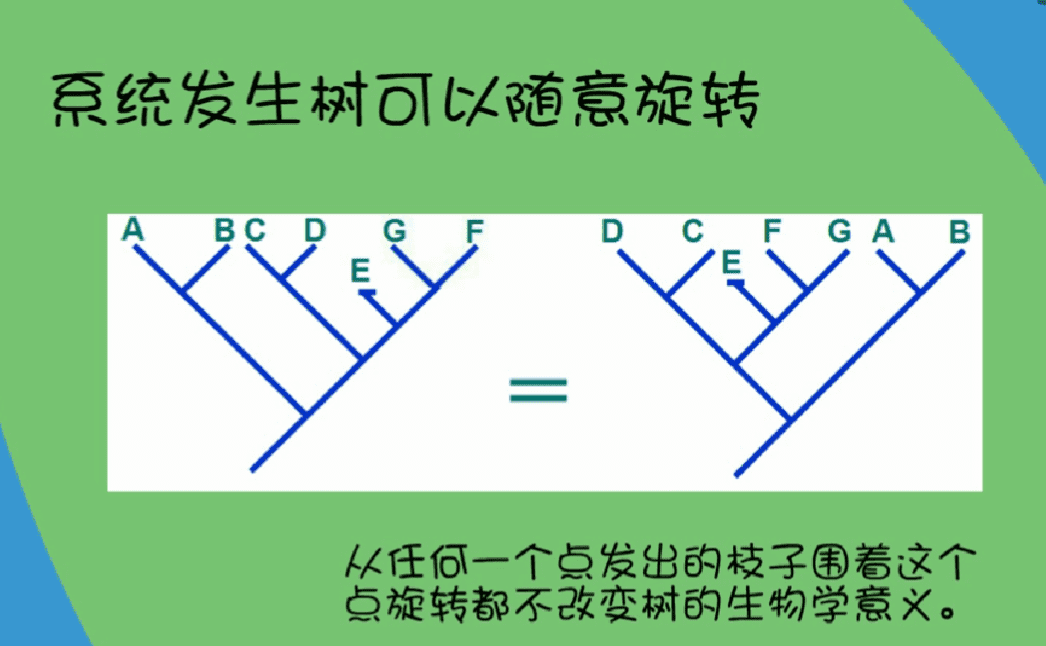 系统发生树可以随意旋转
A B C D G F
E
=
D C F G A B
E
从任何一个点发出的枝子围着这个
点旋转都不改变树的生物学意义。